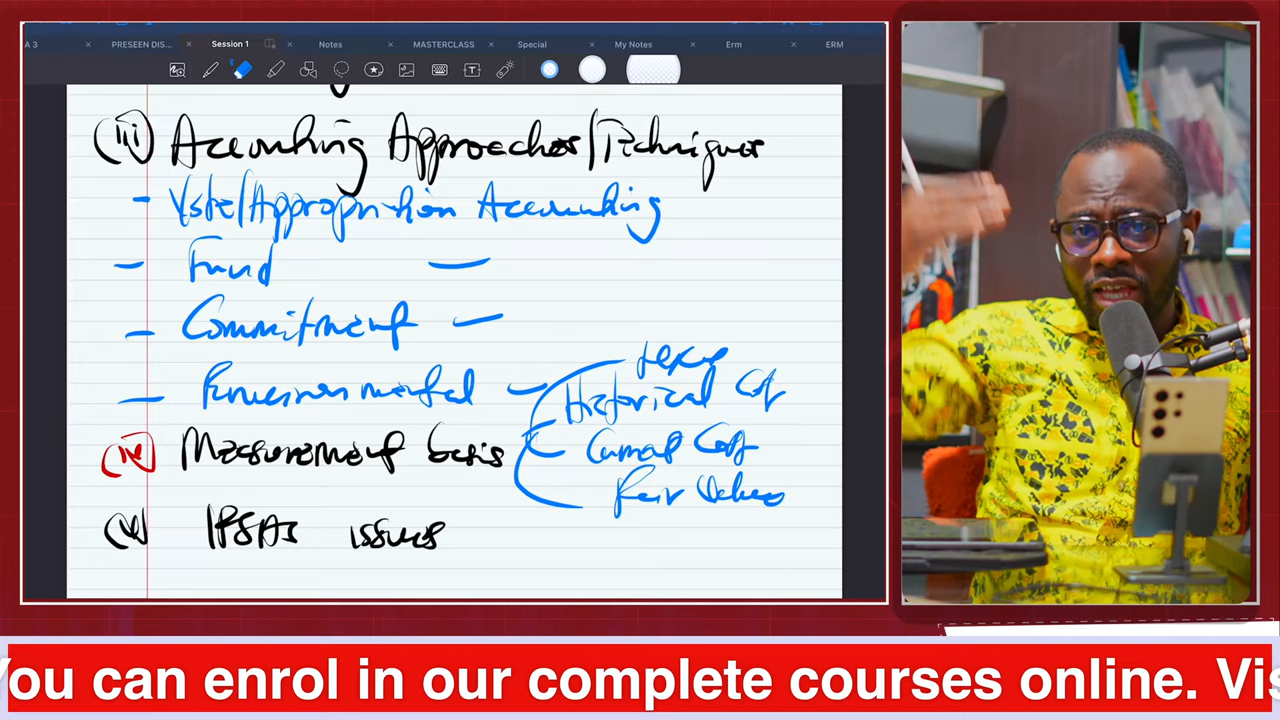 A 3
PRESEEN DIS...
Session 1
Notes
MASTERCLASS
Special
My Notes
Erm
ERM
(iii) Accounting Approaches/Techniques
- Vote/Appropriation Accounting
- Fund -
- Commitment -
-
Historical
(iv) Measurement basis
Current Cost
Fair Values
(v) IPSAS issues
You can enrol in our complete courses online. Vis